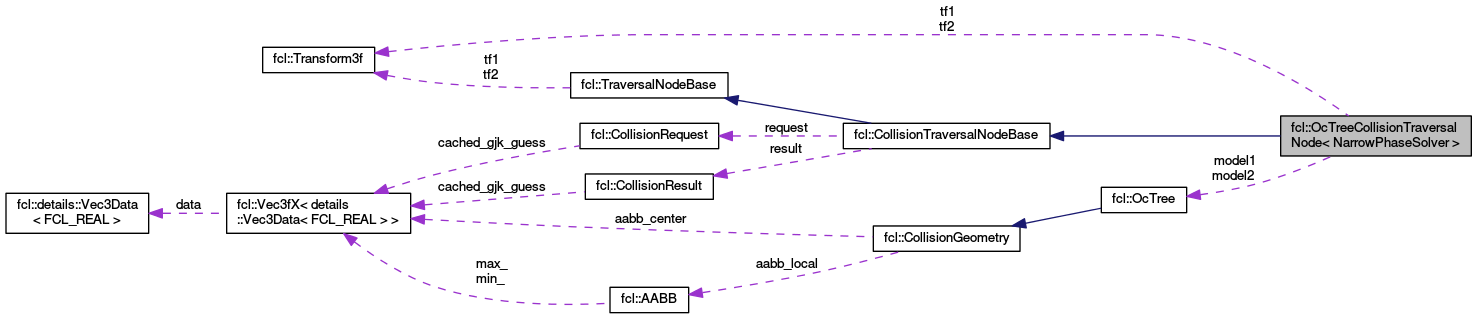 tf1
tf2
fcl::Transform3f
tf1
tf2
fcl::TraversalNodeBase
fcl::OcTreeCollisionTraversal
Node< NarrowPhaseSolver >
fcl::CollisionRequest
request
fcl::CollisionTraversalNodeBase
cached_gjk_guess
result
model1
model2
fcl::CollisionResult
cached_gjk_guess
fcl::OcTree
fcl::details::Vec3Data
< FCL_REAL >
data
fcl::Vec3fX< details
::Vec3Data< FCL_REAL > >
aabb_center
fcl::CollisionGeometry
max_
min_
aabb_local
fcl::AABB